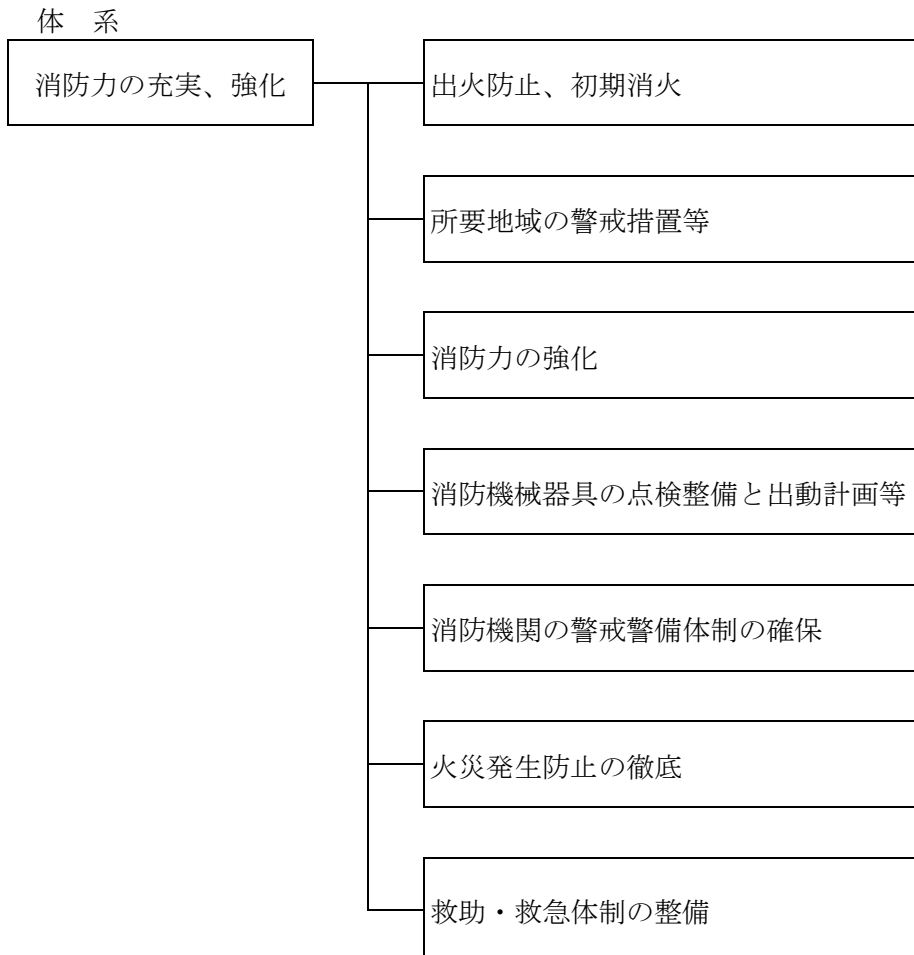 体　系
消防力の充実、強化
出火防止、初期消火
所要地域の警戒措置等
消防力の強化
消防機械器具の点検整備と出動計画等
消防機関の警戒警備体制の確保
火災発生防止の徹底
救助・救急体制の整備